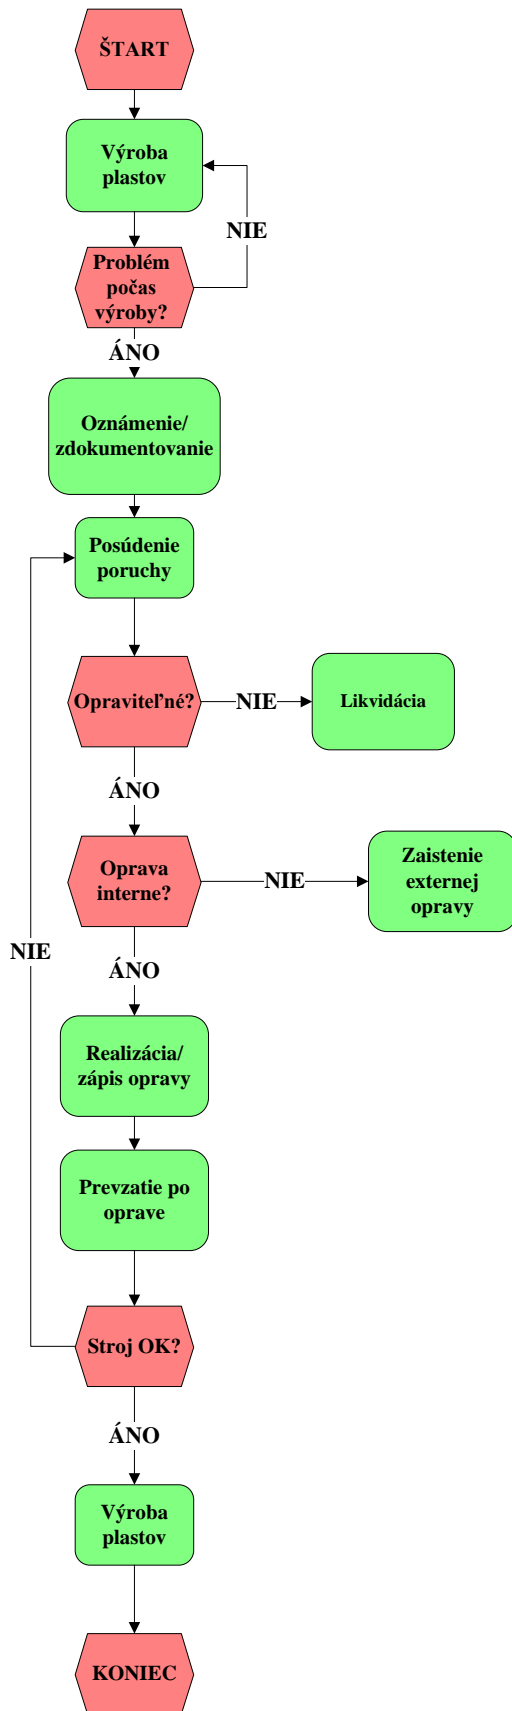 ŠTART
Výroba
plastov
NIE
Problém
počas
výroby?
ÁNO
Oznámenie/
zdokumentovanie
Posúdenie
poruchy
Opraviteľné?
NIE
Likvidácia
ÁNO
Oprava
interne?
NIE
Zaistenie
externej
opravy
NIE
ÁNO
Realizácia/
zápis opravy
Prevzatie po
oprave
Stroj OK?
ÁNO
Výroba
plastov
KONIEC